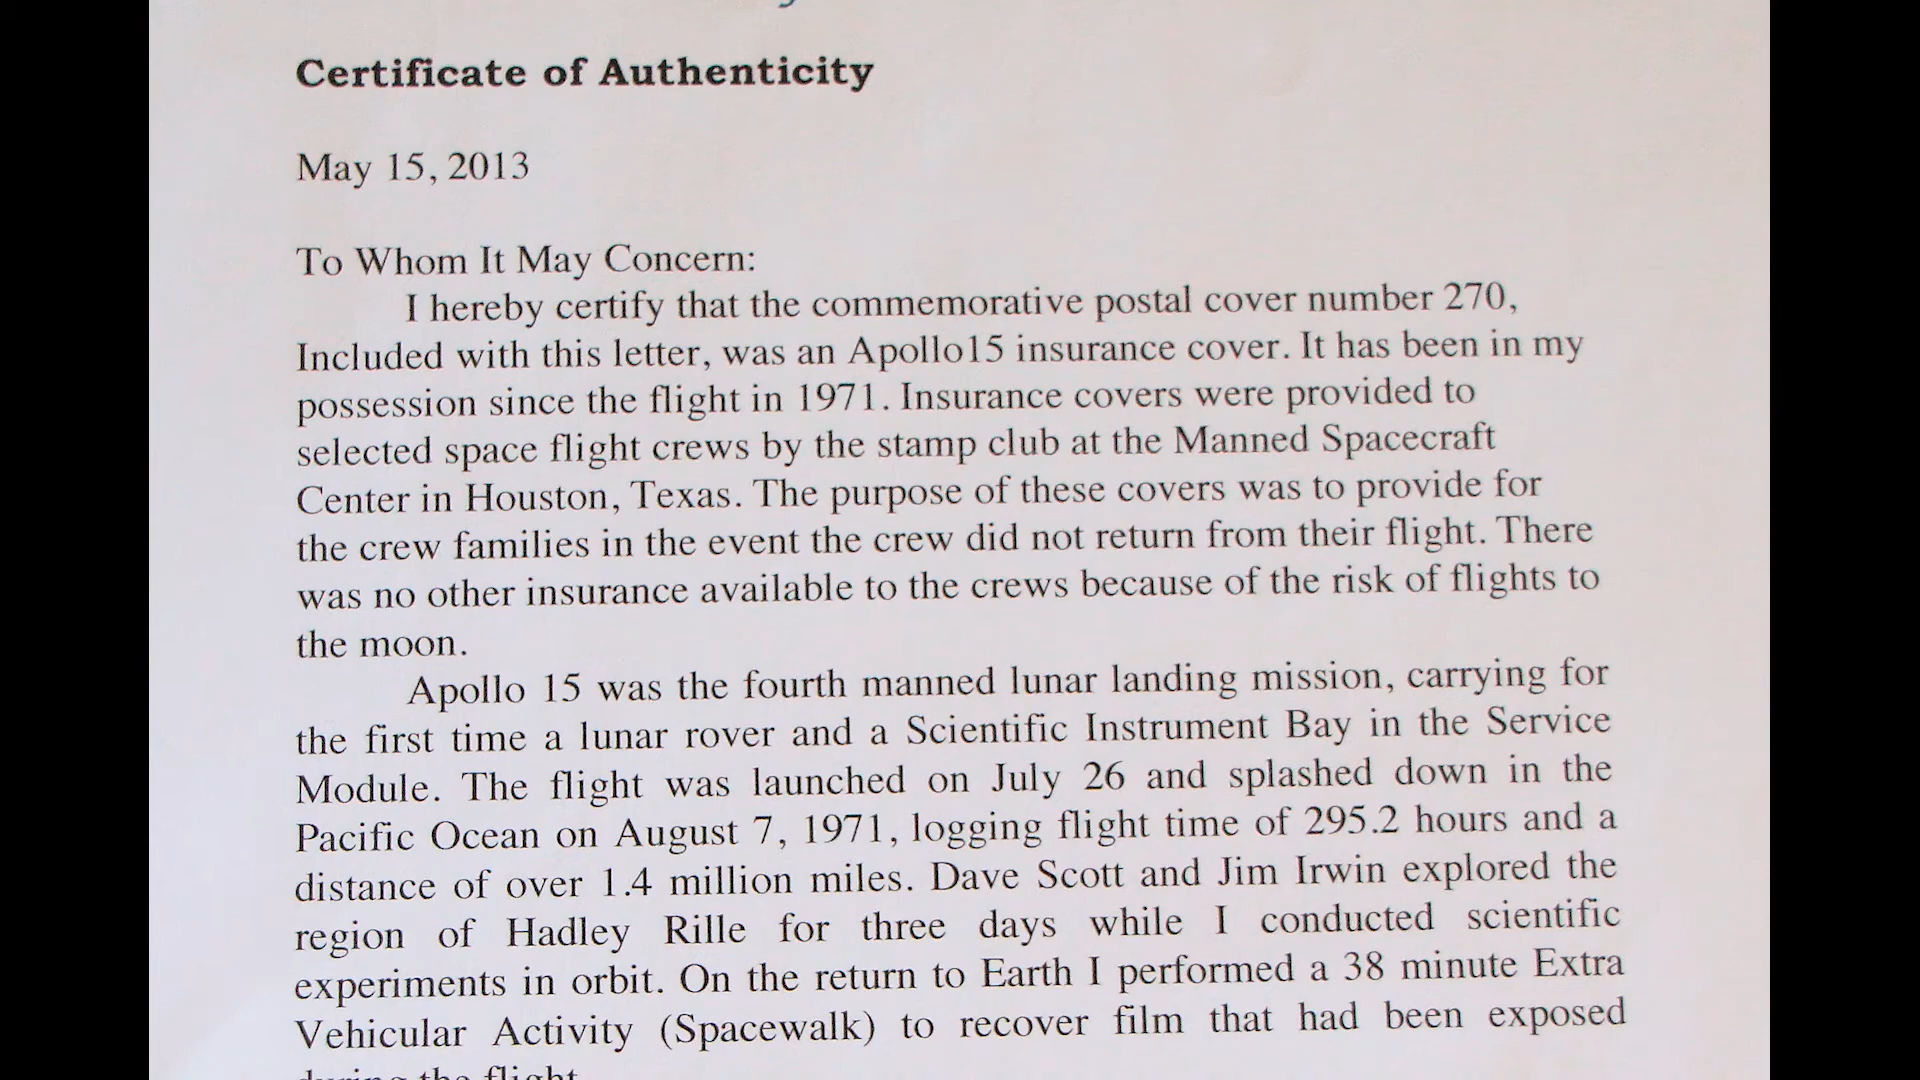 Certificate of Authenticity
May 15, 2013
To Whom It May Concern:
I hereby certify that the commemorative postal cover number 270,
Included with this letter, was an Apollo15 insurance cover. It has been in my
possession since the flight in 1971. Insurance covers were provided to
selected space flight crews by the stamp club at the Manned Spacecraft
Center in Houston, Texas. The purpose of these covers was to provide for
the crew families in the event the crew did not return from their flight. There
was no other insurance available to the crews because of the risk of flights to
the moon.
Apollo 15 was the fourth manned lunar landing mission, carrying for
the first time a lunar rover and a Scientific Instrument Bay in the Service
Module. The flight was launched on July 26 and splashed down in the
Pacific Ocean on August 7, 1971, logging flight time of 295.2 hours and a
distance of over 1.4 million miles. Dave Scott and Jim Irwin explored the
region of Hadley Rille for three days while I conducted scientific
experiments in orbit. On the return to Earth I performed a 38 minute Extra
Vehicular Activity (Spacewalk) to recover film that had been exposed
during the flight